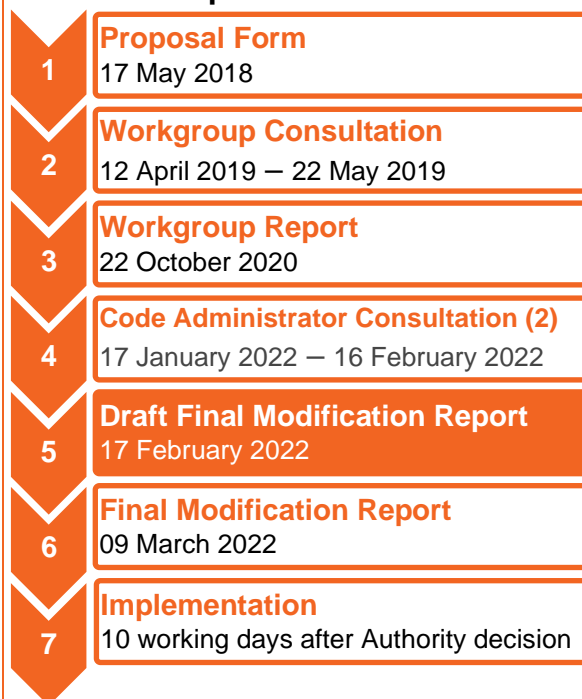 1
Proposal Form
17 May 2018
2
Workgroup Consultation
12 April 2019 – 22 May 2019
3
Workgroup Report
22 October 2020
4
Code Administrator Consultation (2)
17 January 2022 – 16 February 2022
5
Draft Final Modification Report
17 February 2022
6
Final Modification Report
09 March 2022
7
Implementation
10 working days after Authority decision